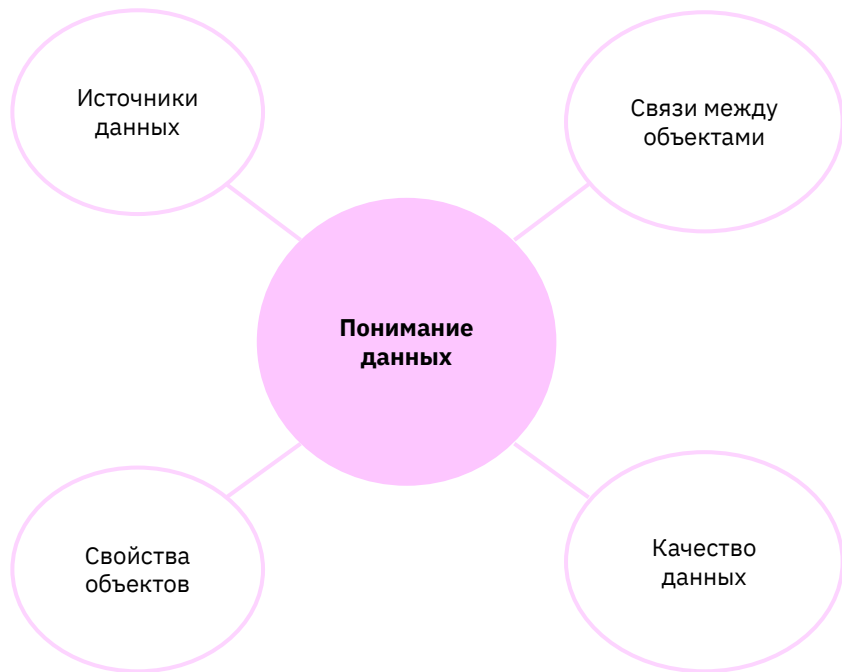 Источники
данных
Связи между
объектами
Понимание
данных
Свойства
объектов
Качество
данных